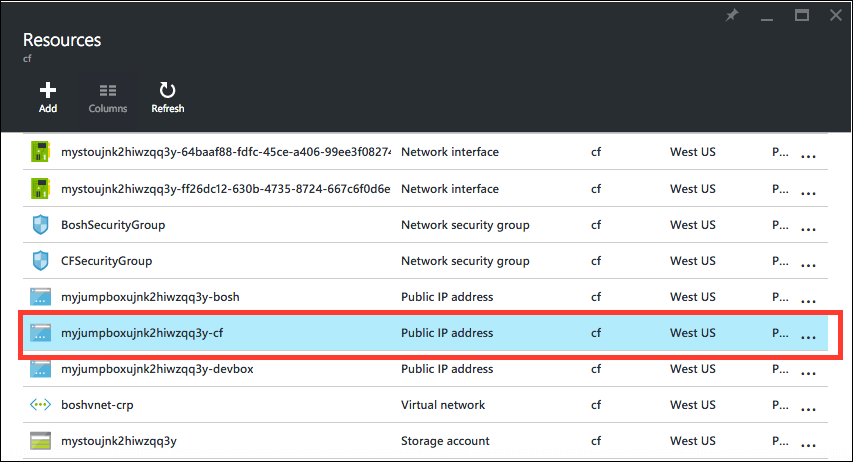 Resources
cf
Add Columns Refresh
mystoujnk2hiwzqq3y-64baaf88-fdfc-45ce-a406-99ee3f08274 Network interface cf West US P... ...
mystoujnk2hiwzqq3y-ff26dc12-630b-4735-8724-667c6f0d6e Network interface cf West US P... ...
BoshSecurityGroup Network security group cf West US P... ...
CFSecurityGroup Network security group cf West US P... ...
myjumpboxujnk2hiwzqq3y-bosh Public IP address cf West US P... ...
myjumpboxujnk2hiwzqq3y-cf Public IP address cf West US P... ...
myjumpboxujnk2hiwzqq3y-devbox Public IP address cf West US P... ...
boshvnet-crp Virtual network cf West US P... ...
mystoujnk2hiwzqq3y Storage account cf West US P... ...